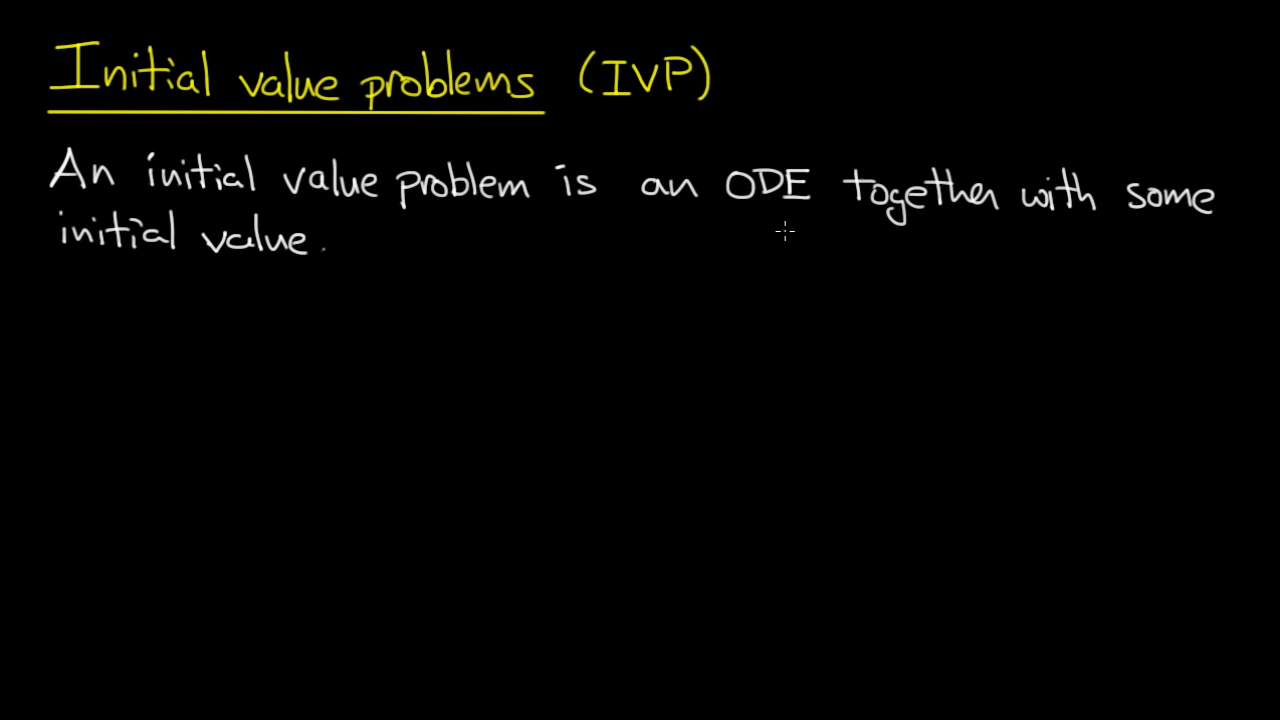 Initial value problems (IVP)
An initial value problem is an ODE together with some
initial value.